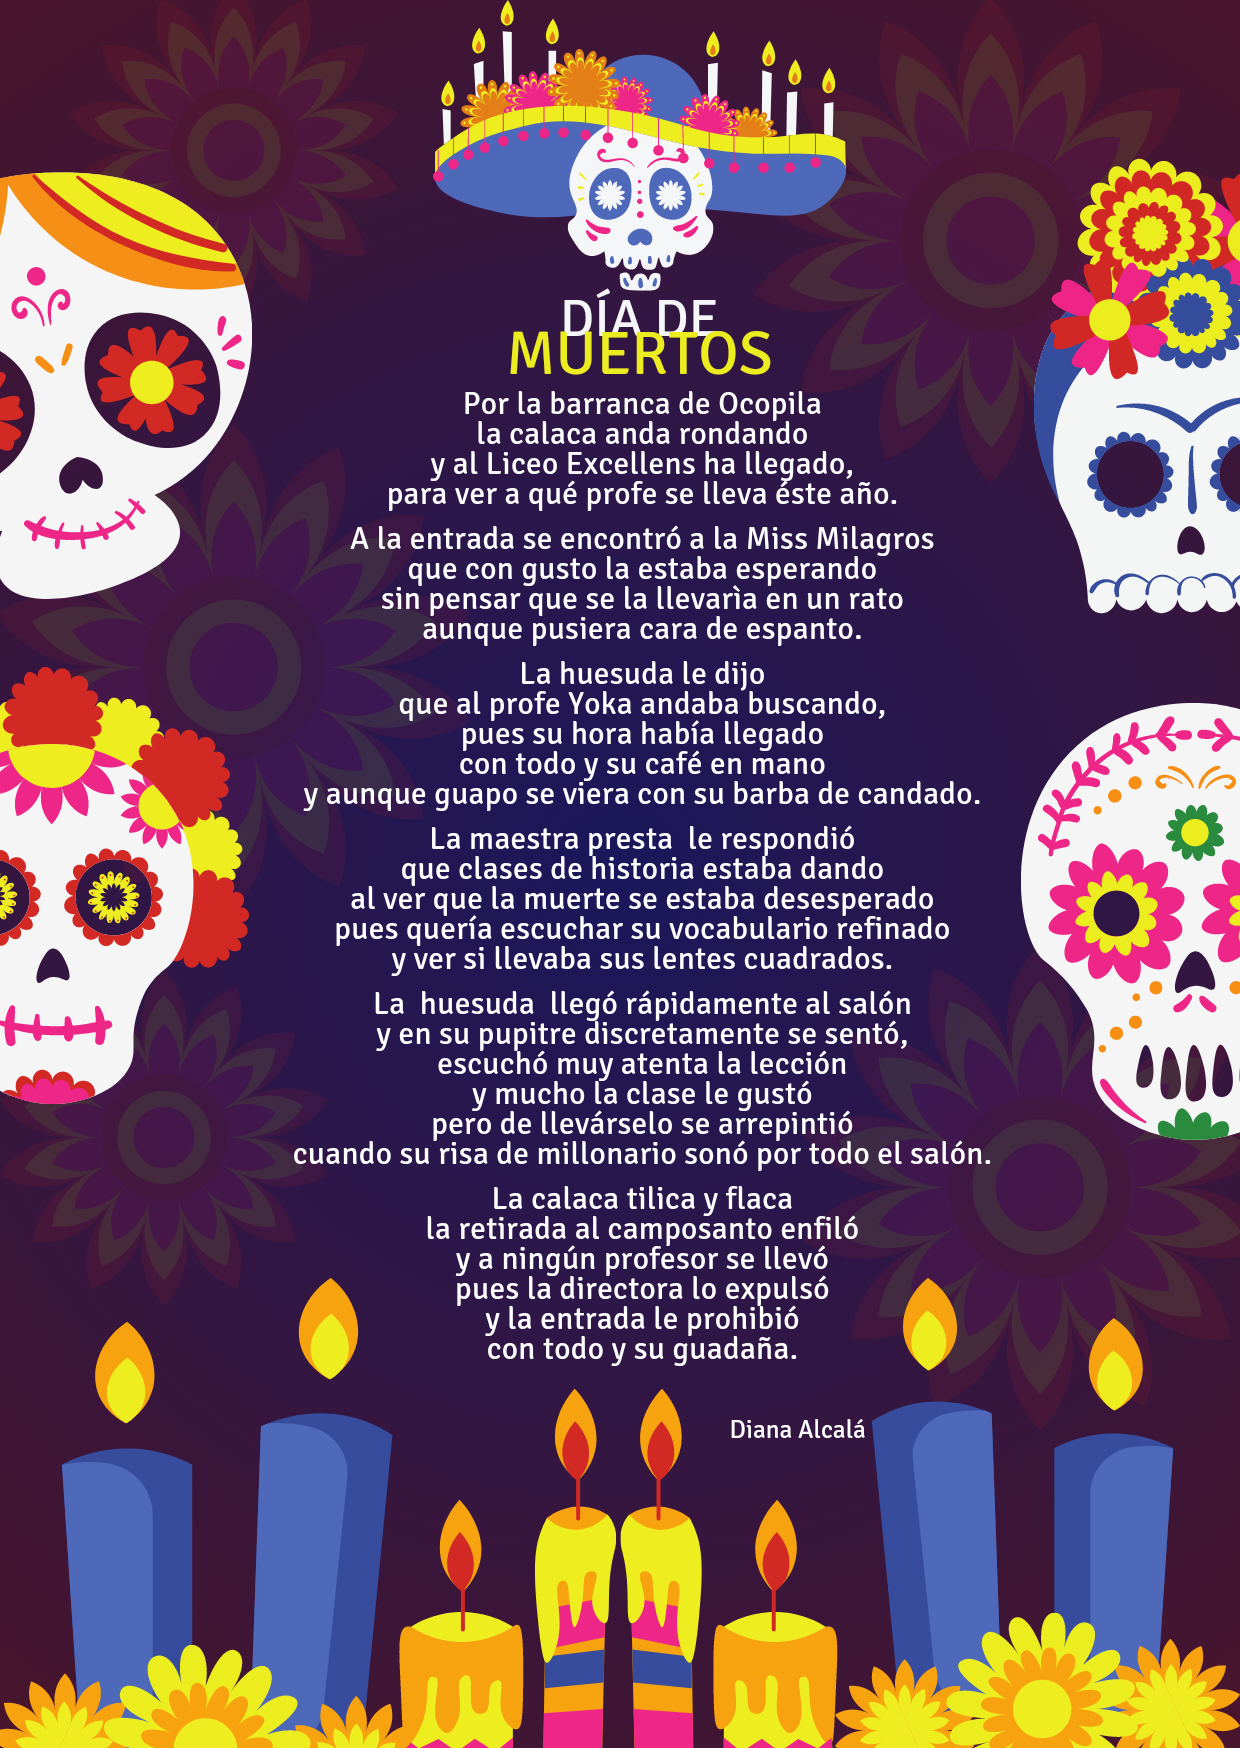 DÍA DE
MUERTOS
Por la barranca de Ocopila
la calaca anda rondando
y al Liceo Excellens ha llegado,
para ver a qué profe se lleva éste año.
A la entrada se encontró a la Miss Milagros
que con gusto la estaba esperando
sin pensar que se la llevarìa en un rato
aunque pusiera cara de espanto.
La huesuda le dijo
que al profe Yoka andaba buscando,
pues su hora había llegado
con todo y su café en mano
y aunque guapo se viera con su barba de candado.
La maestra presta  le respondió
que clases de historia estaba dando
al ver que la muerte se estaba desesperado
pues quería escuchar su vocabulario refinado
y ver si llevaba sus lentes cuadrados.
La  huesuda  llegó rápidamente al salón
y en su pupitre discretamente se sentó,
escuchó muy atenta la lección
y mucho la clase le gustó
pero de llevárselo se arrepintió
cuando su risa de millonario sonó por todo el salón.
La calaca tilica y flaca
la retirada al camposanto enfiló
y a ningún profesor se llevó
pues la directora lo expulsó
y la entrada le prohibió
con todo y su guadaña.
Diana Alcalá